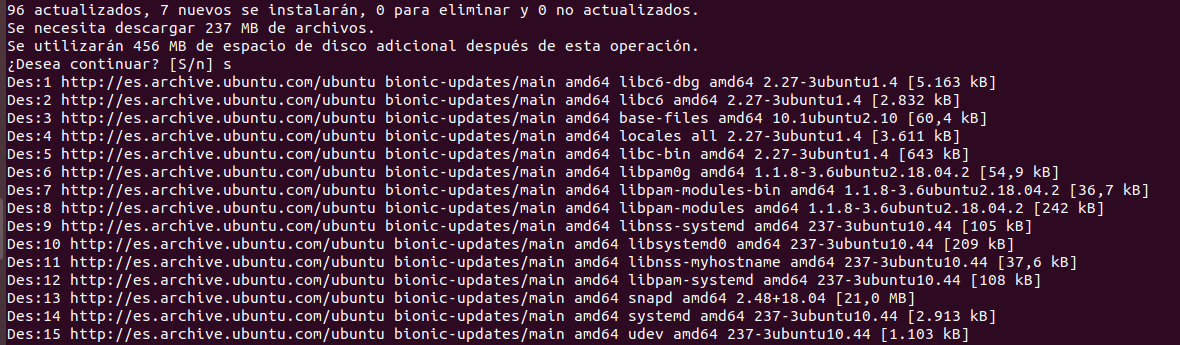 96 actualizados, 7 nuevos se instalarán, 0 para eliminar y 0 no actualizados.
Se necesita descargar 237 MB de archivos.
Se utilizarán 456 MB de espacio de disco adicional después de esta operación.
¿Desea continuar? [S/n] s
Des:1 http://es.archive.ubuntu.com/ubuntu bionic-updates/main amd64 libc6-dbg amd64 2.27-3ubuntu1.4 [5.163 kB]
Des:2 http://es.archive.ubuntu.com/ubuntu bionic-updates/main amd64 libc6 amd64 2.27-3ubuntu1.4 [2.832 kB]
Des:3 http://es.archive.ubuntu.com/ubuntu bionic-updates/main amd64 base-files amd64 10.1ubuntu2.10 [60,4 kB]
Des:4 http://es.archive.ubuntu.com/ubuntu bionic-updates/main amd64 locales all 2.27-3ubuntu1.4 [3.611 kB]
Des:5 http://es.archive.ubuntu.com/ubuntu bionic-updates/main amd64 libc-bin amd64 2.27-3ubuntu1.4 [643 kB]
Des:6 http://es.archive.ubuntu.com/ubuntu bionic-updates/main amd64 libpam0g amd64 1.1.8-3.6ubuntu2.18.04.2 [54,9 kB]
Des:7 http://es.archive.ubuntu.com/ubuntu bionic-updates/main amd64 libpam-modules-bin amd64 1.1.8-3.6ubuntu2.18.04.2 [36,7 kB]
Des:8 http://es.archive.ubuntu.com/ubuntu bionic-updates/main amd64 libpam-modules amd64 1.1.8-3.6ubuntu2.18.04.2 [242 kB]
Des:9 http://es.archive.ubuntu.com/ubuntu bionic-updates/main amd64 libnss-systemd amd64 237-3ubuntu10.44 [105 kB]
Des:10 http://es.archive.ubuntu.com/ubuntu bionic-updates/main amd64 libsystemd0 amd64 237-3ubuntu10.44 [209 kB]
Des:11 http://es.archive.ubuntu.com/ubuntu bionic-updates/main amd64 libnss-myhostname amd64 237-3ubuntu10.44 [37,6 kB]
Des:12 http://es.archive.ubuntu.com/ubuntu bionic-updates/main amd64 libpam-systemd amd64 237-3ubuntu10.44 [108 kB]
Des:13 http://es.archive.ubuntu.com/ubuntu bionic-updates/main amd64 snapd amd64 2.48+18.04 [21,0 MB]
Des:14 http://es.archive.ubuntu.com/ubuntu bionic-updates/main amd64 systemd amd64 237-3ubuntu10.44 [2.913 kB]
Des:15 http://es.archive.ubuntu.com/ubuntu bionic-updates/main amd64 udev amd64 237-3ubuntu10.44 [1.103 kB]